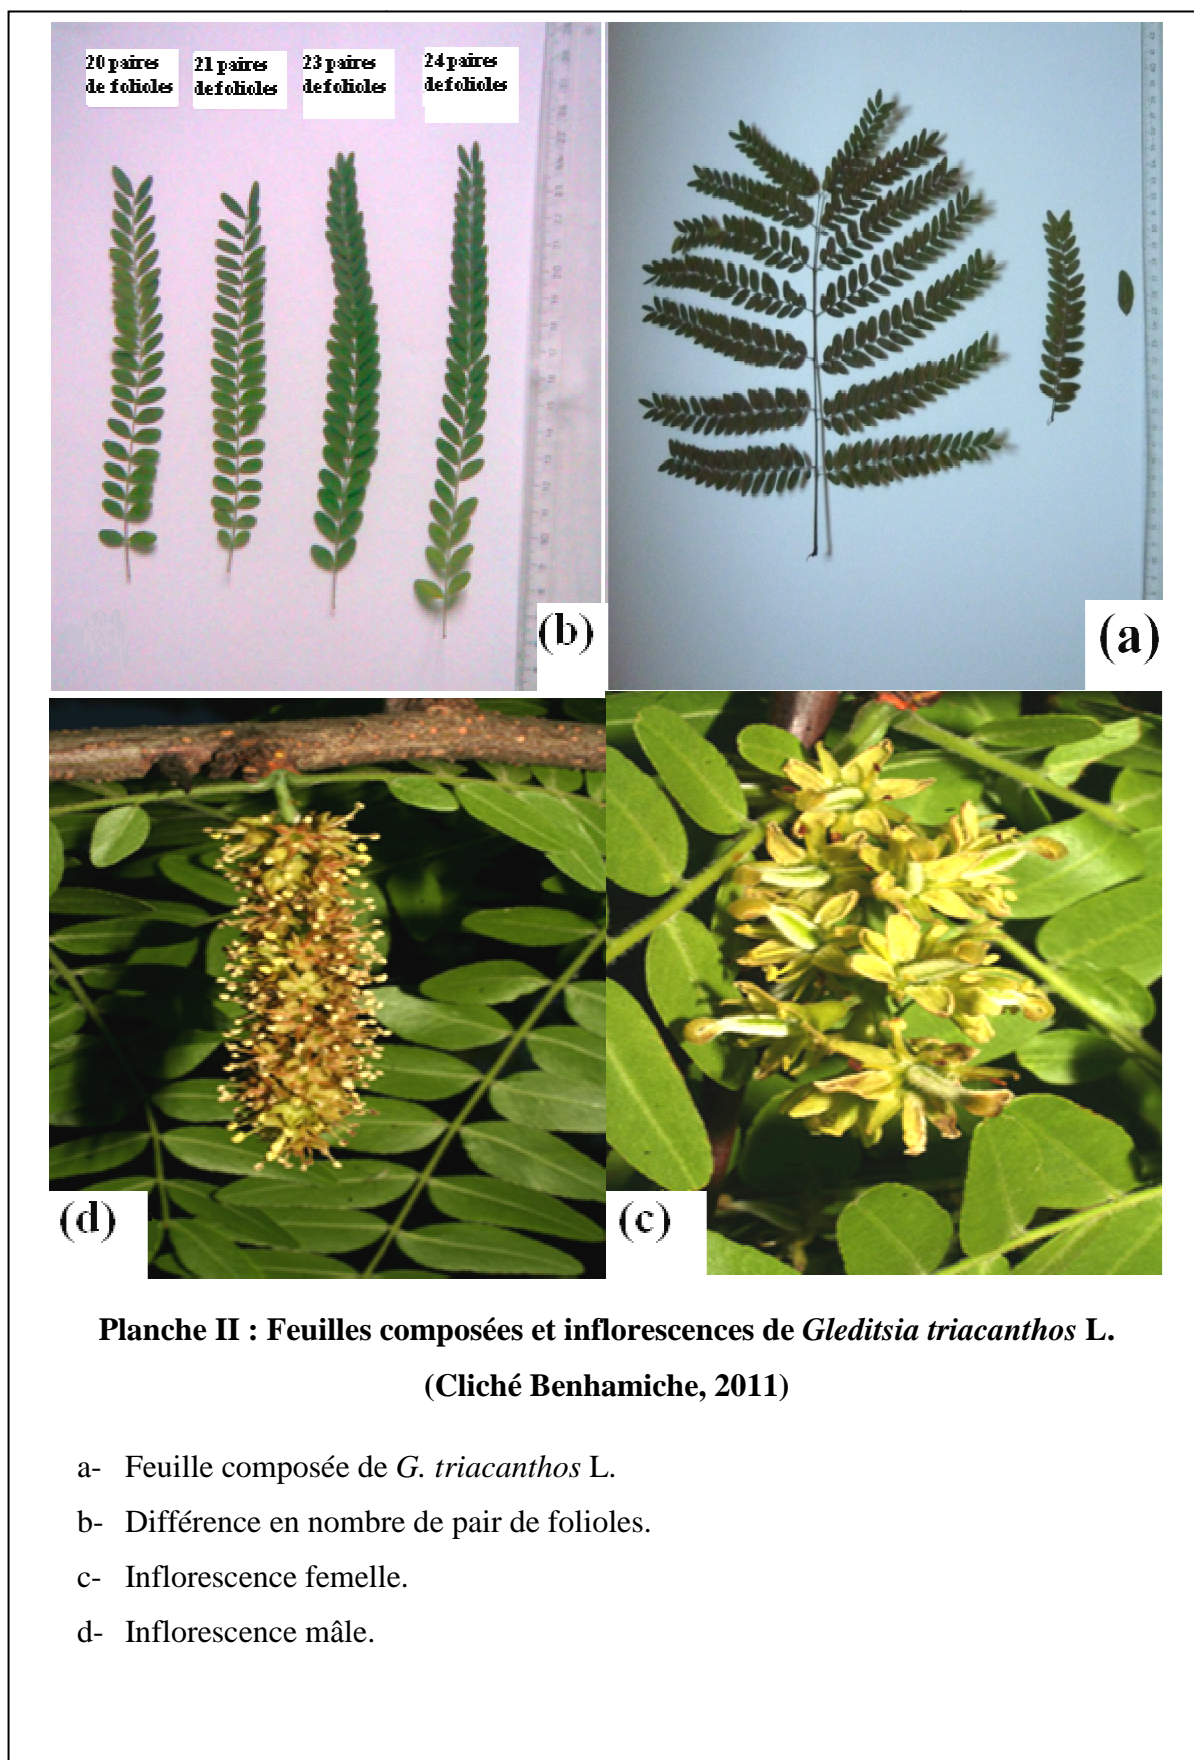 20 paires
de folioles
21 paires
defolioles
23 paires
defolioles
24 paires
defolioles
(b)
(a)
(d)
(c)
Planche II : Feuilles composées et inflorescences de Gleditsia triacanthos L.
(Cliché Benhamiche, 2011)
a- Feuille composée de G. triacanthos L.
b- Différence en nombre de pair de folioles.
c- Inflorescence femelle.
d- Inflorescence mâle.